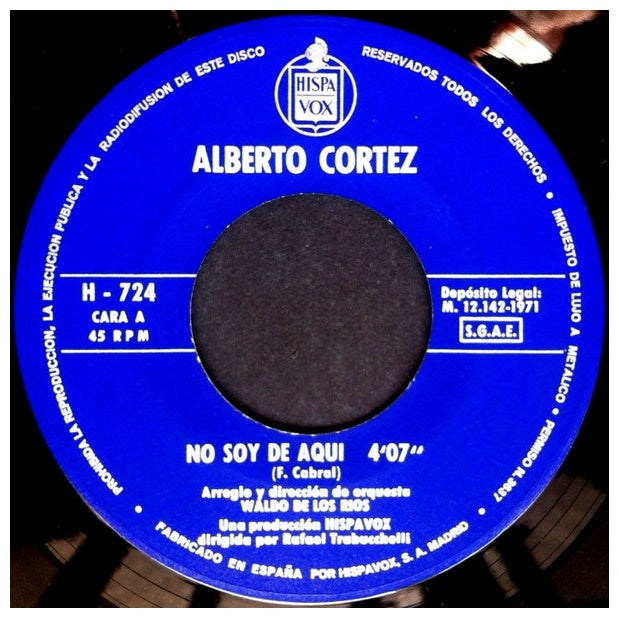 PROHIBIDA LA REPRODUCCION, LA EJECUCION PUBLICA Y LA RADIODIFUSION DE ESTE DISCO
RESERVADOS TODOS LOS DERECHOS • IMPUESTO DE LUJO A METALICO • PERMISO N. 3637
HISPA
VOX
ALBERTO CORTEZ
H - 724
CARA A
45 RPM
Depósito Legal:
M. 12.142-1971
S.G.A.E.
NO SOY DE AQUI 4'07"
(F. Cabral)
Arreglo y dirección de orquesta
WALDO DE LOS RIOS
Una producción HISPAVOX
dirigida por Rafael Trabucchelli
• FABRICADO EN ESPAÑA POR HISPAVOX, S. A. MADRID •